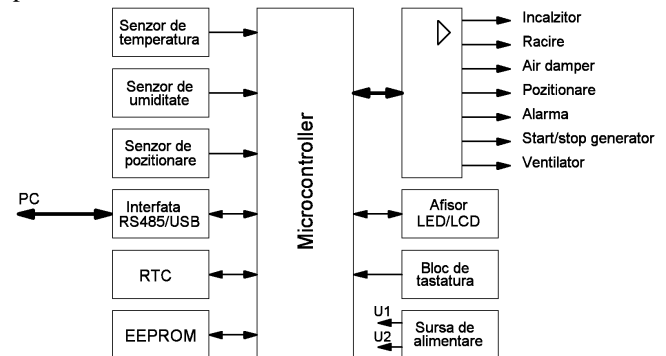 Senzor de
temperatura
Senzor de
umiditate
Senzor de
pozitionare
PC
Interfata
RS485/USB
RTC
EEPROM
Microcontroller
Incalzitor
Racire
Air damper
Pozitionare
Alarma
Start/stop generator
Ventilator
Afisor
LED/LCD
Bloc de
tastatura
U1
U2
Sursa de
alimentare